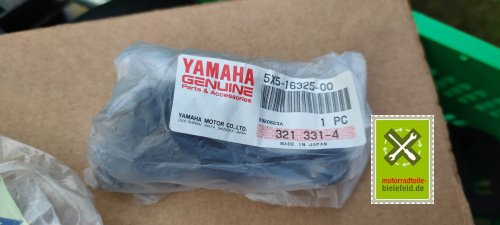 YAMAHA
GENUINE
Parts & Accessories
YAMAHA MOTOR CO., LTD.
5X5-16325-00
1 PC
321 331-4
MADE IN JAPAN
motorradteile-
bielefeld.de